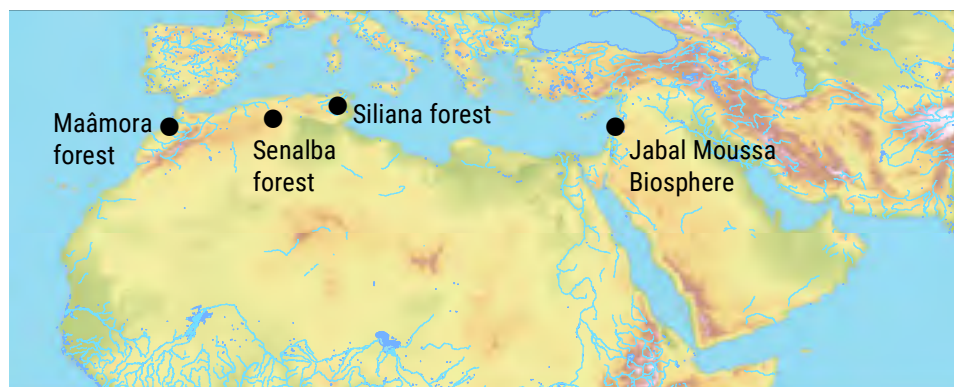 Maâmora
forest
Senalba
forest
Siliana forest
Jabal Moussa
Biosphere